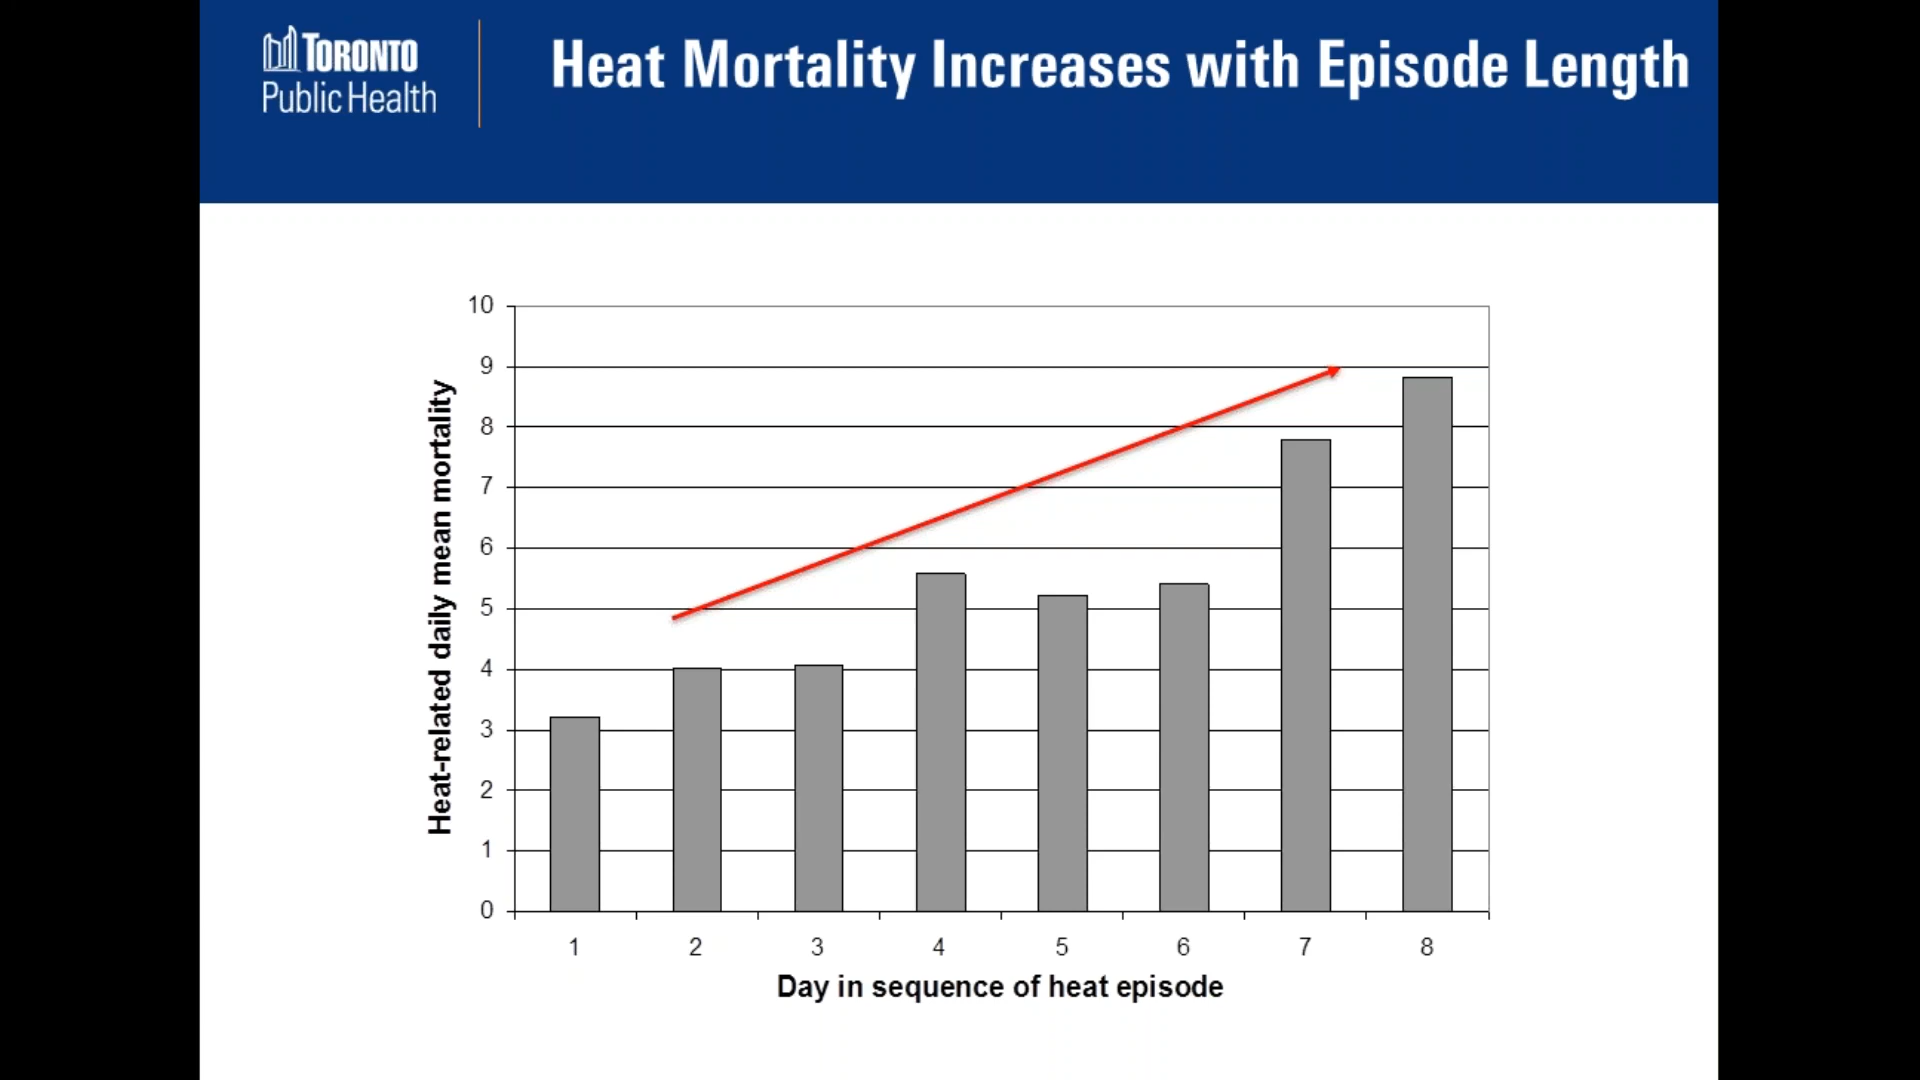 TORONTO
Public Health
Heat Mortality Increases with Episode Length
Heat-related daily mean mortality
10
9
8
7
6
5
4
3
2
1
0
1 2 3 4 5 6 7 8
Day in sequence of heat episode